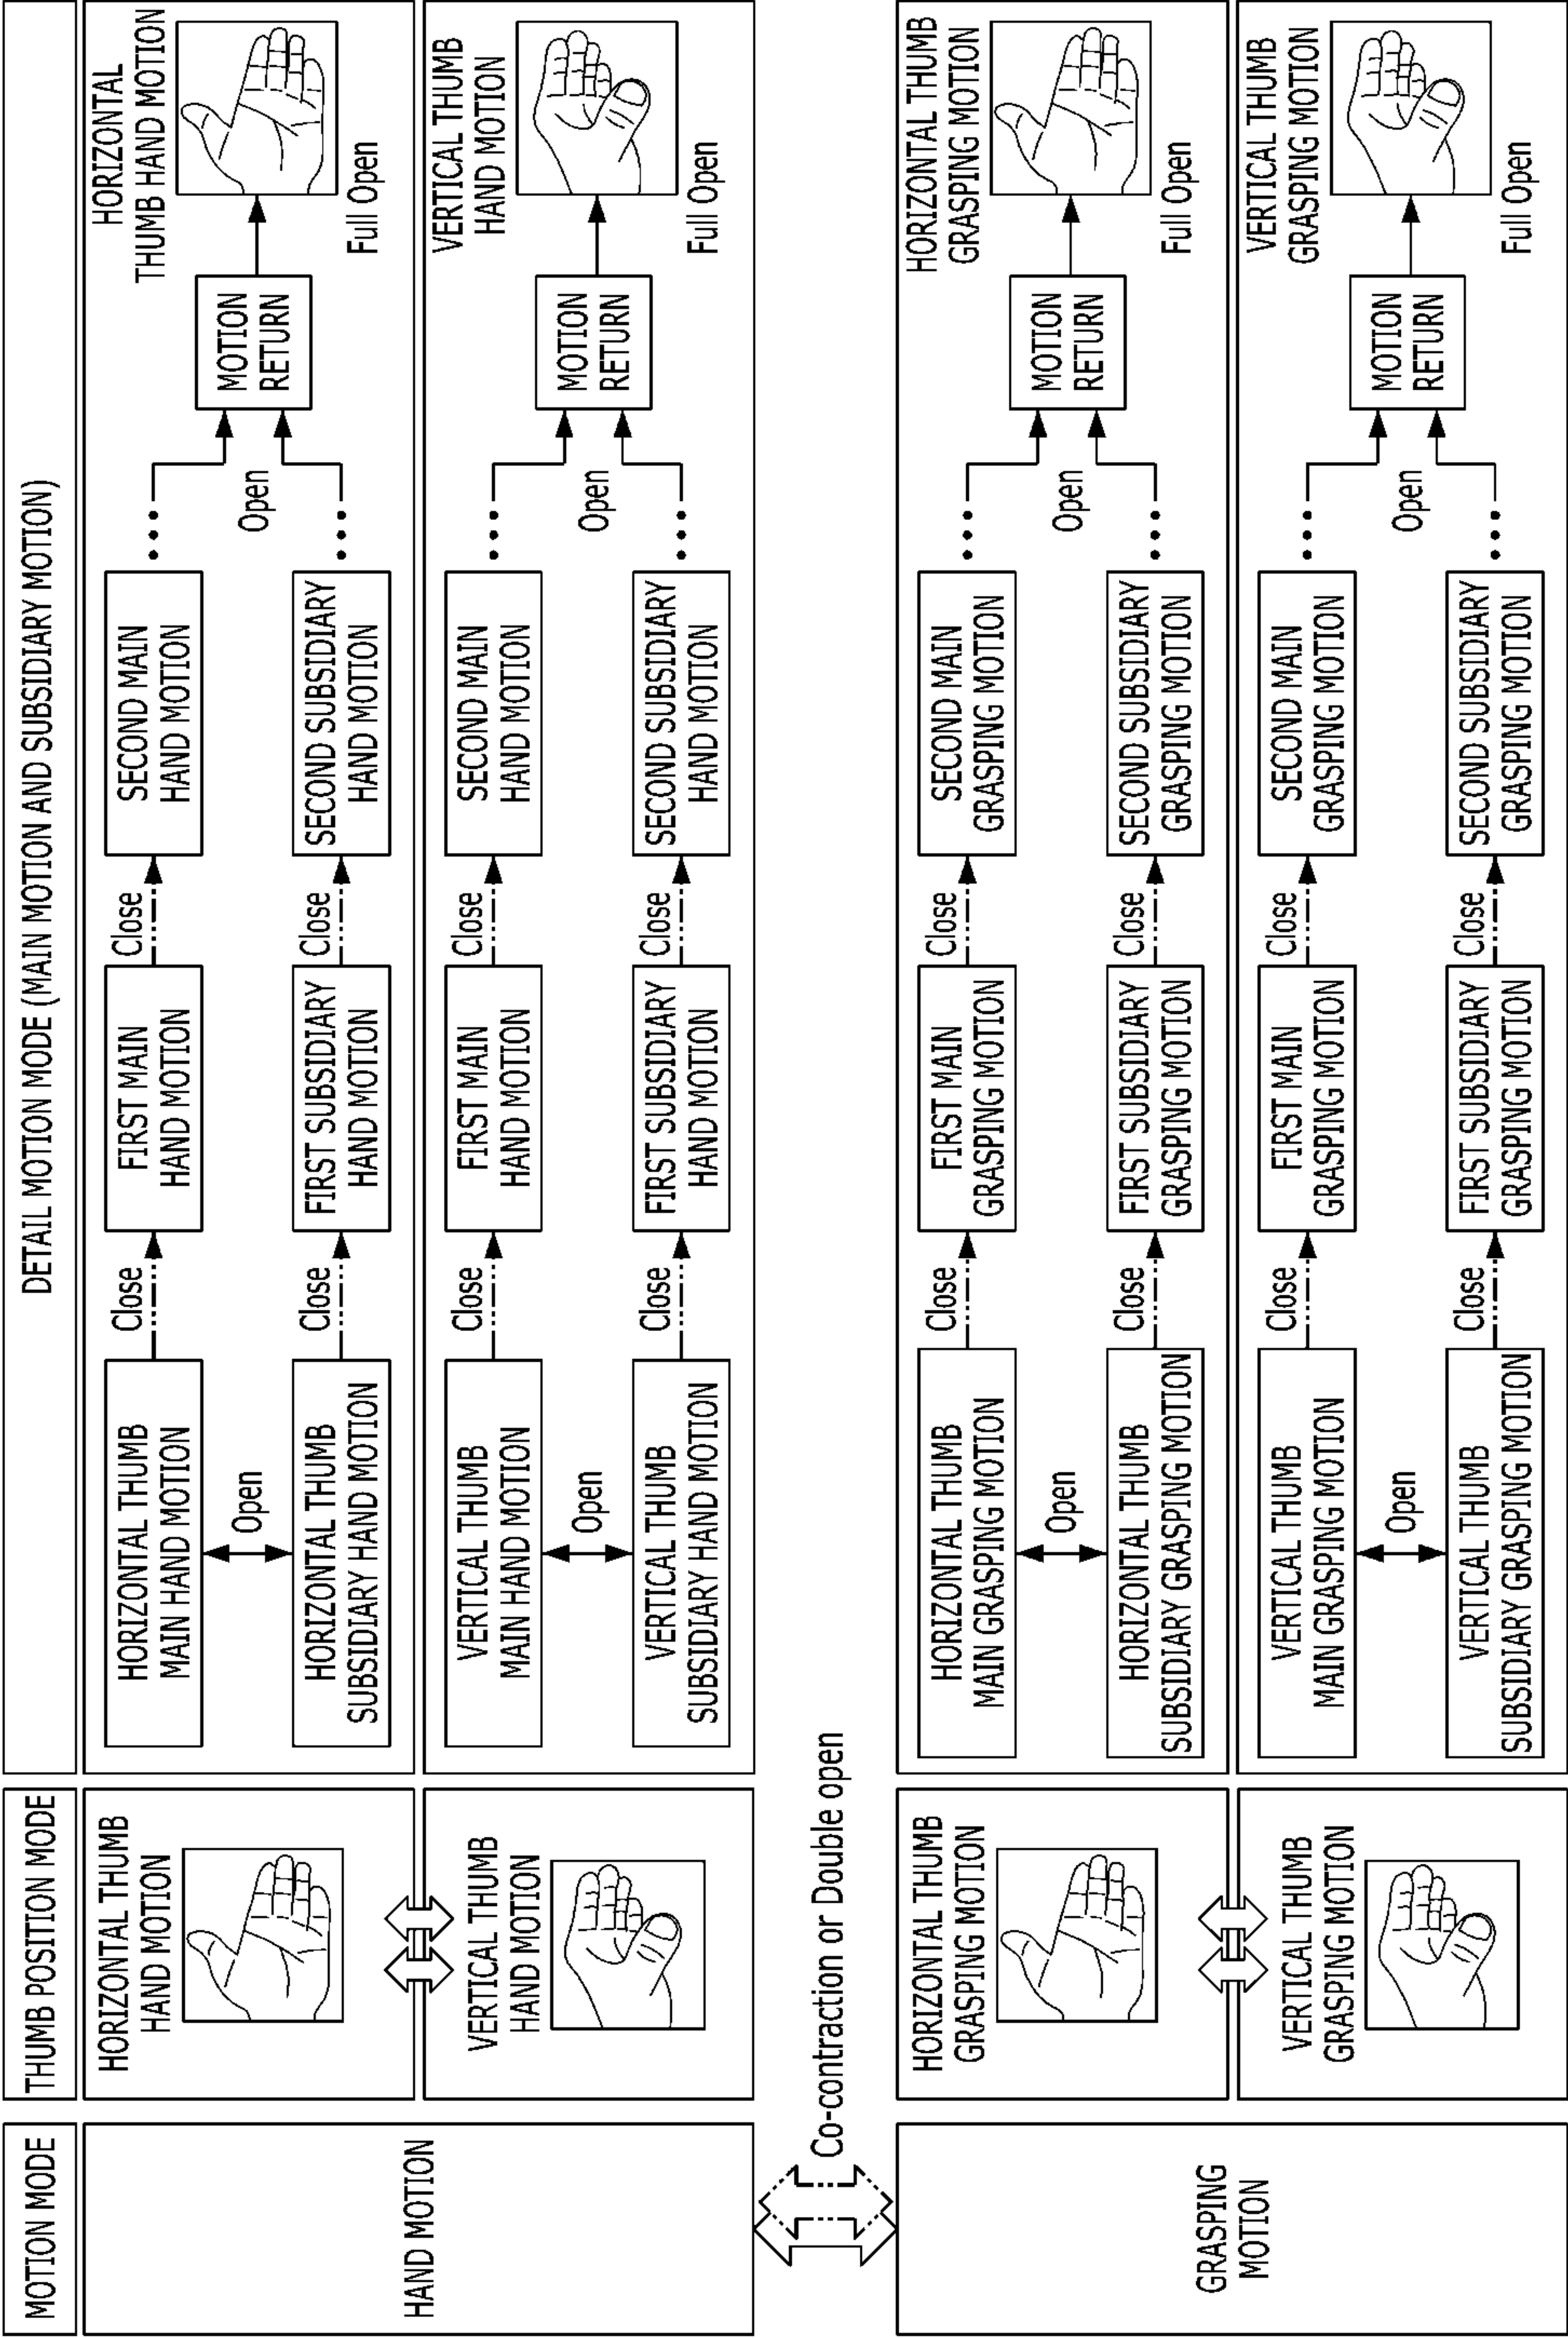 MOTION MODE
THUMB POSITION MODE
DETAIL MOTION MODE (MAIN MOTION AND SUBSIDIARY MOTION)
HAND MOTION
HORIZONTAL THUMB
HAND MOTION
HORIZONTAL THUMB
MAIN HAND MOTION
Close
FIRST MAIN
HAND MOTION
Close
SECOND MAIN
HAND MOTION
HORIZONTAL
THUMB HAND MOTION
Open
Open
MOTION
RETURN
HORIZONTAL THUMB
SUBSIDIARY HAND MOTION
Close
FIRST SUBSIDIARY
HAND MOTION
Close
SECOND SUBSIDIARY
HAND MOTION
Full Open
VERTICAL THUMB
HAND MOTION
VERTICAL THUMB
MAIN HAND MOTION
Close
FIRST MAIN
HAND MOTION
Close
SECOND MAIN
HAND MOTION
VERTICAL THUMB
HAND MOTION
Open
Open
MOTION
RETURN
VERTICAL THUMB
SUBSIDIARY HAND MOTION
Close
FIRST SUBSIDIARY
HAND MOTION
Close
SECOND SUBSIDIARY
HAND MOTION
Full Open
Co-contraction or Double open
GRASPING
MOTION
HORIZONTAL THUMB
GRASPING MOTION
HORIZONTAL THUMB
MAIN GRASPING MOTION
Close
FIRST MAIN
GRASPING MOTION
Close
SECOND MAIN
GRASPING MOTION
HORIZONTAL THUMB
GRASPING MOTION
Open
Open
MOTION
RETURN
HORIZONTAL THUMB
SUBSIDIARY GRASPING MOTION
Close
FIRST SUBSIDIARY
GRASPING MOTION
Close
SECOND SUBSIDIARY
GRASPING MOTION
Full Open
VERTICAL THUMB
GRASPING MOTION
VERTICAL THUMB
MAIN GRASPING MOTION
Close
FIRST MAIN
GRASPING MOTION
Close
SECOND MAIN
GRASPING MOTION
VERTICAL THUMB
GRASPING MOTION
Open
Open
MOTION
RETURN
VERTICAL THUMB
SUBSIDIARY GRASPING MOTION
Close
FIRST SUBSIDIARY
GRASPING MOTION
Close
SECOND SUBSIDIARY
GRASPING MOTION
Full Open